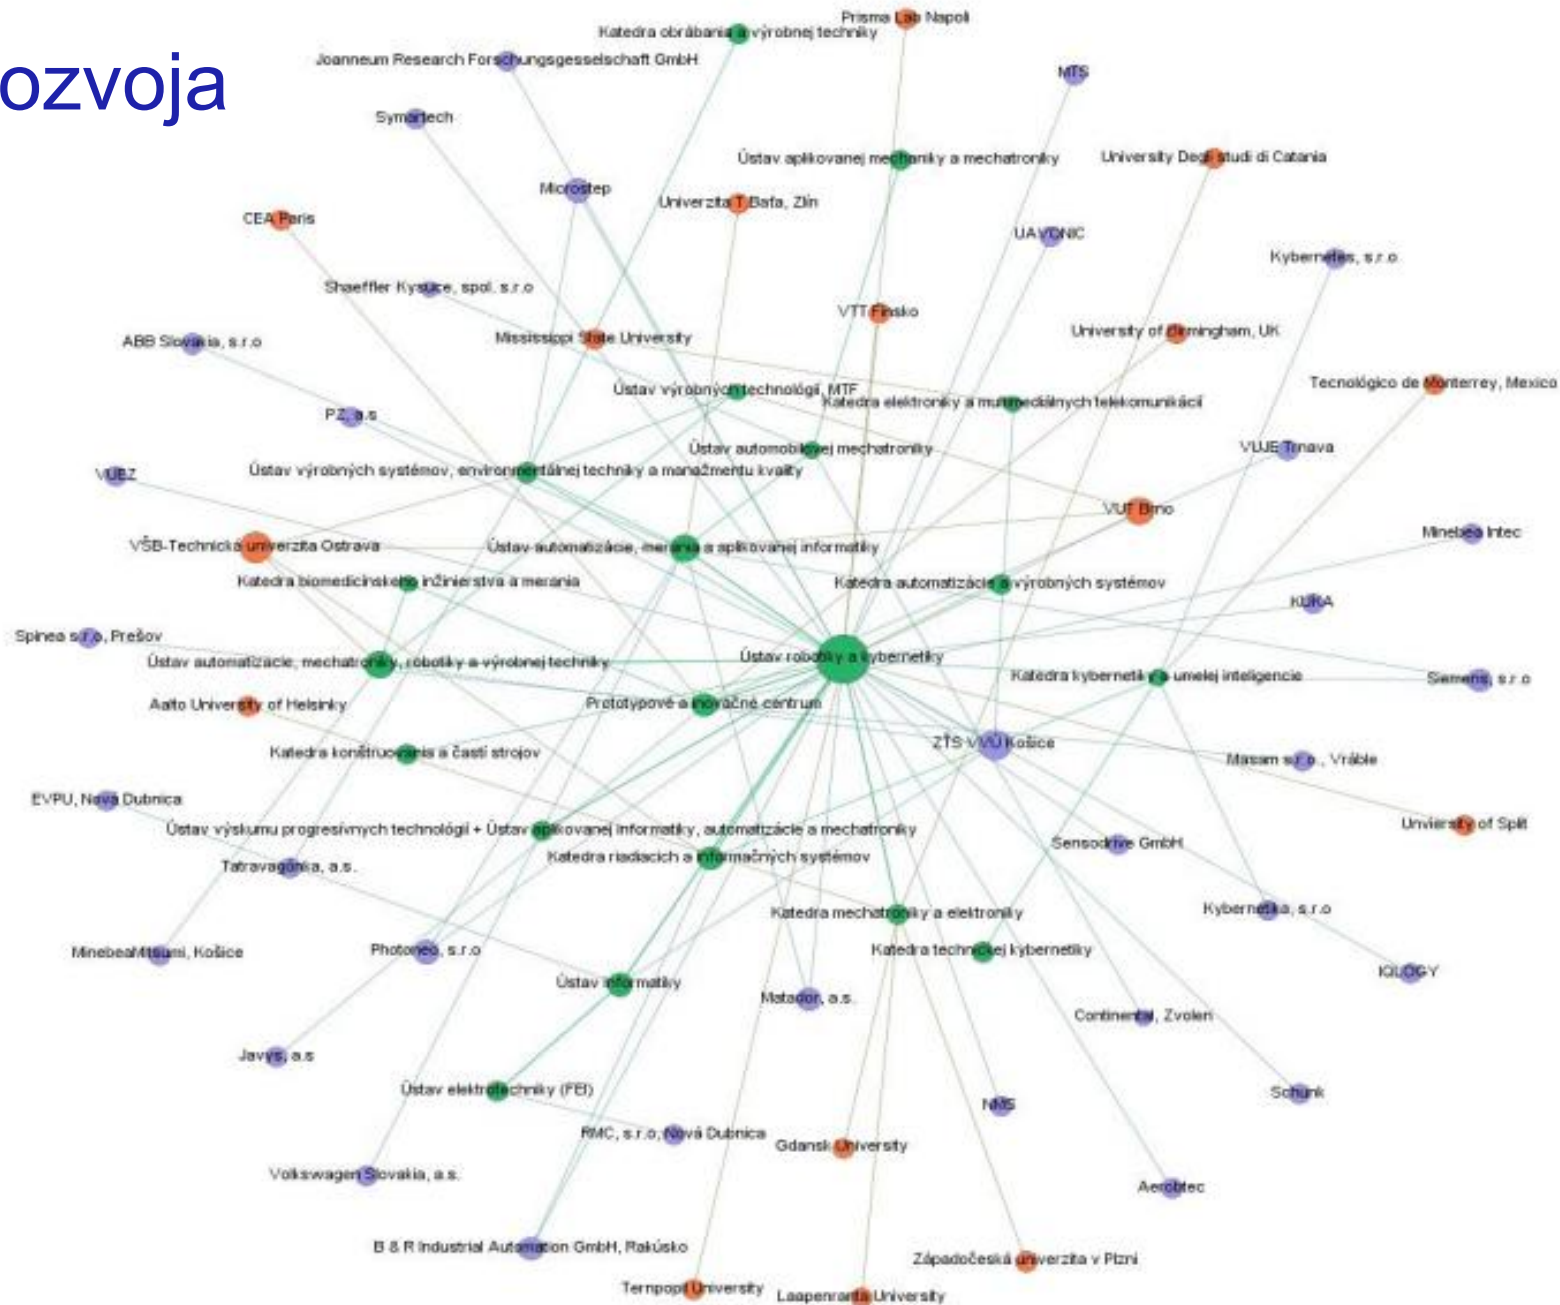 ozvoja
Prisma Lab Napoli
Katedra obrábania a výrobnej techniky
Joanneum Research Forschungsgesselschaft GmbH
MTS
Symartech
Ústav aplikovanej mechaniky a mechatroniky
University Degli studi di Catania
Microstep
Univerzita T.Baťa, Zlín
CEA Paris
UAVONIC
Kybernetes, s.r.o
Shaeffler Kysuce, spol. s.r.o
VTT Finsko
University of Birmingham, UK
Mississippi State University
ABB Slovakia, s.r.o
Tecnológico de Monterrey, Mexico
Ústav výrobných technológií, MTF
Katedra elektroniky a multimediálnych telekomunikácií
PZ, a.s
Ústav automobilovej mechatroniky
VUJE Trnava
Ústav výrobných systémov, environmentálnej techniky a manažmentu kvality
VUEZ
VUT Brno
Minebea Intec
VŠB-Technická univerzita Ostrava
Ústav automatizácie, merania a aplikovanej informatiky
Katedra biomedicínskeho inžinierstva a merania
Katedra automatizácie a výrobných systémov
KUKA
Spinea s.r.o, Prešov
Ústav automatizácie, mechatroniky, robotiky a výrobnej techniky
Ústav robotiky a kybernetiky
Katedra kybernetiky a umelej inteligencie
Siemens, s.r.o
Aalto University of Helsinky
Prototypové a inovačné centrum
ZŤS VVÚ Košice
Katedra konštruovania a častí strojov
Masam s.r.o., Vráble
EVPU, Nová Dubnica
Unviersity of Split
Ústav výskumu progresívnych technológií + Ústav aplikovanej informatiky, automatizácie a mechatroniky
Sensodrive GmbH
Katedra riadiacich a informačných systémov
Tatravagónka, a.s.
Kybernetika, s.r.o
Katedra mechatroniky a elektroniky
MinebeaMitsumi, Košice
Photoneo, s.r.o
Katedra technickej kybernetiky
IQLOGY
Ústav informatiky
Matador, a.s.
Continental, Zvolen
Javys, a.s
Ústav elektrotechniky (FEI)
Schunk
NMS
RMC, s.r.o, Nová Dubnica
Gdansk University
Volkswagen Slovakia, a.s.
Aerobtec
B & R Industrial Automation GmbH, Rakúsko
Západočeská univerzita v Plzni
Ternpopil University
Laapenranta University